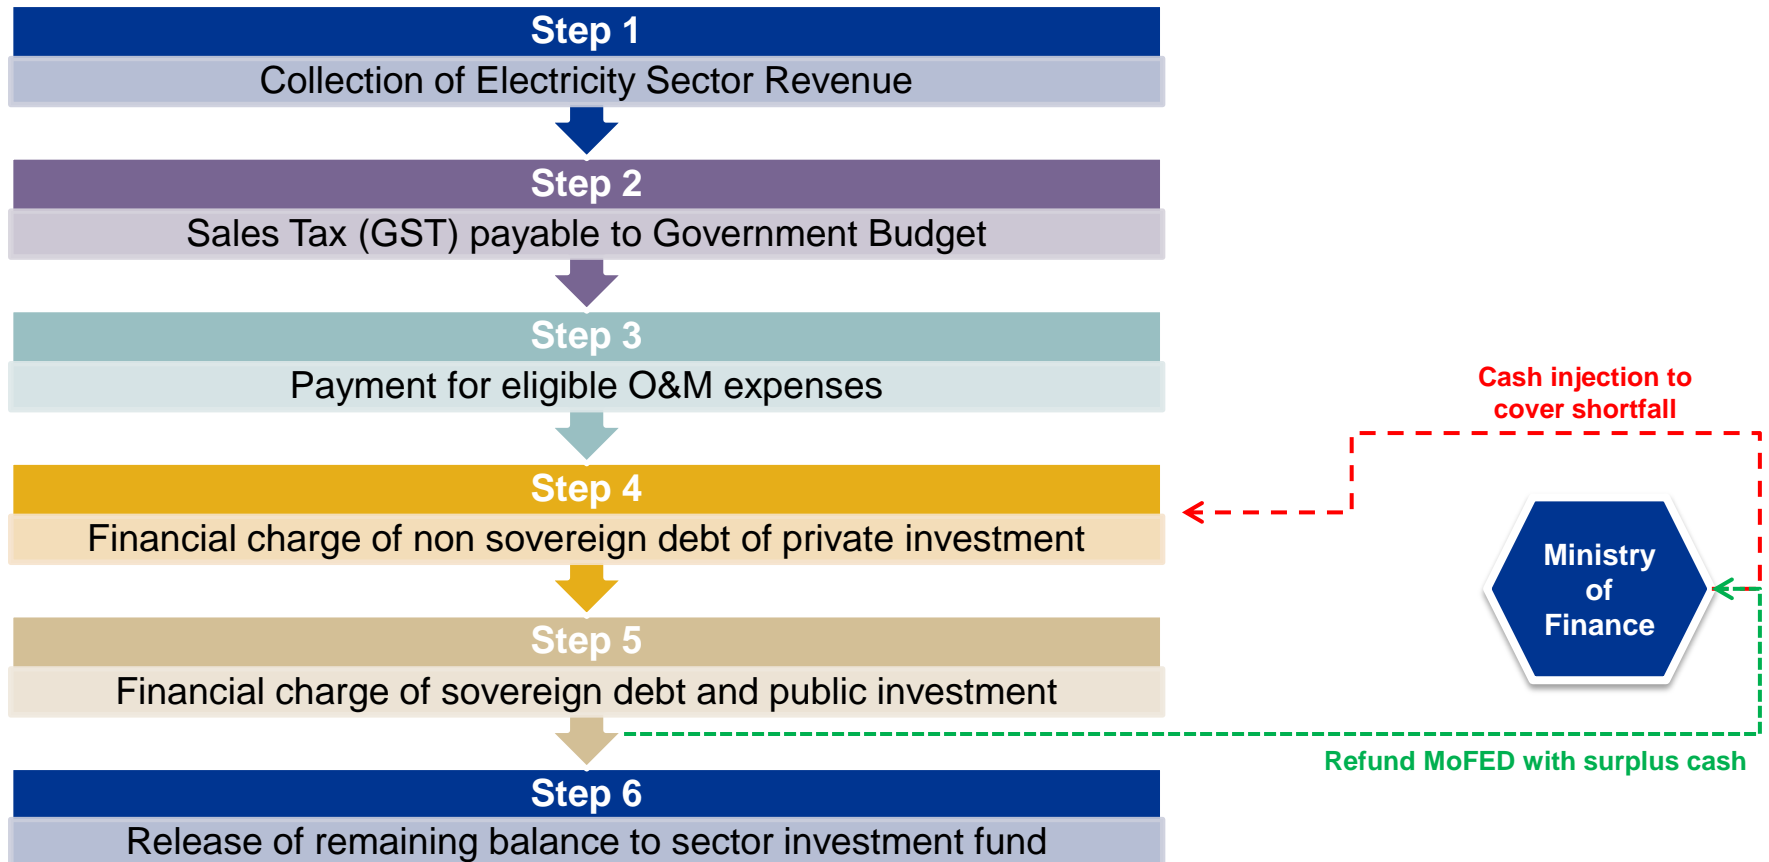 Step 1
Collection of Electricity Sector Revenue
Step 2
Sales Tax (GST) payable to Government Budget
Step 3
Payment for eligible O&M expenses
Step 4
Financial charge of non sovereign debt of private investment
Step 5
Financial charge of sovereign debt and public investment
Step 6
Release of remaining balance to sector investment fund
Cash injection to
cover shortfall
Ministry
of
Finance
Refund MoFED with surplus cash